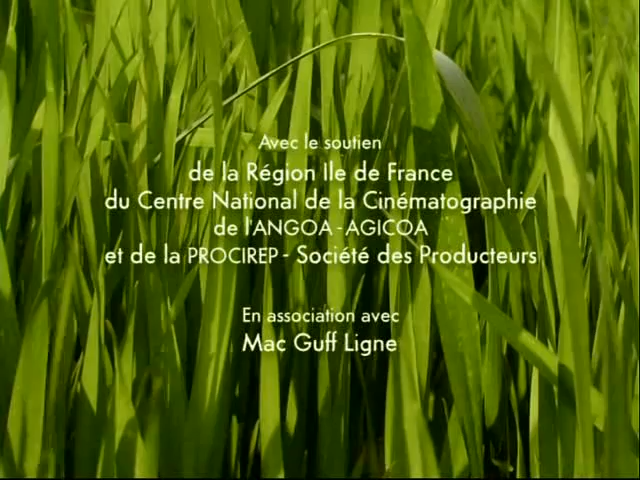 Avec le soutien
de la Région Ile de France
du Centre National de la Cinématographie
de l'ANGOA - AGICOA
et de la PROCIREP - Société des Producteurs
En association avec
Mac Guff Ligne